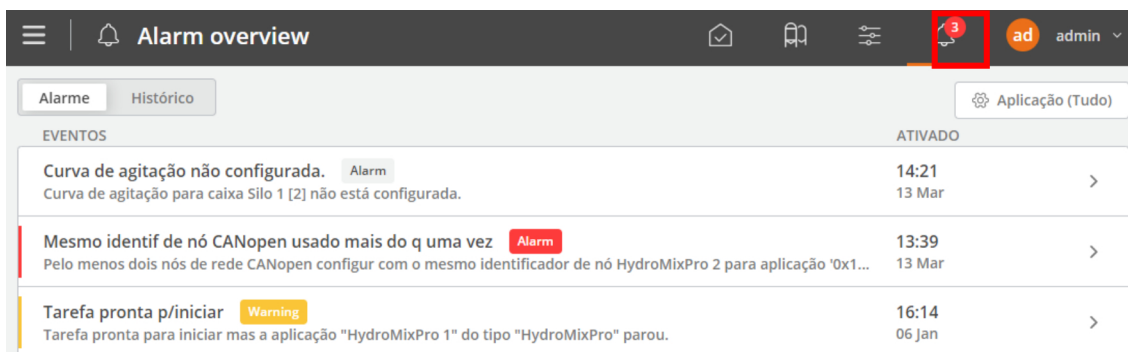 Alarm overview
3
ad admin
Alarme Histórico
Aplicação (Tudo)
EVENTOS ATIVADO
Curva de agitação não configurada. Alarm 14:21
Curva de agitação para caixa Silo 1 [2] não está configurada. 13 Mar
Mesmo identif de nó CANopen usado mais do q uma vez Alarm 13:39
Pelo menos dois nós de rede CANopen configur com o mesmo identificador de nó HydroMixPro 2 para aplicação '0x1... 13 Mar
Tarefa pronta p/iniciar Warning 16:14
Tarefa pronta para iniciar mas a aplicação "HydroMixPro 1" do tipo "HydroMixPro" parou. 06 Jan